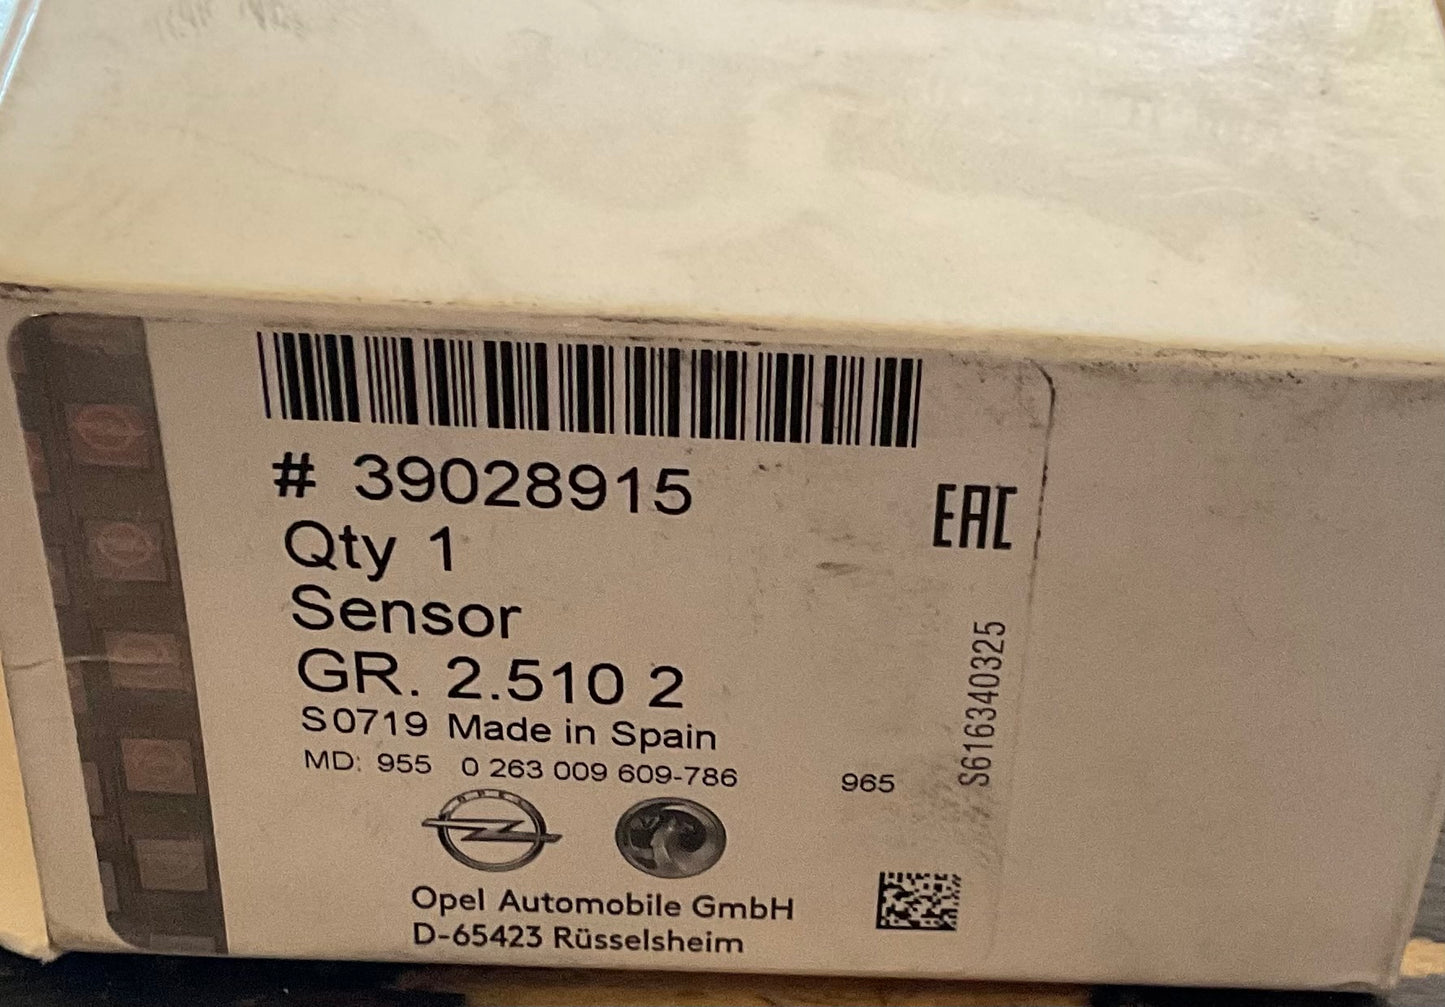 # 39028915
Qty 1
Sensor
GR. 2.510 2
S0719 Made in Spain
MD: 955 0 263 009 609-786 965
EAC
S616340325
OPEL
Opel Automobile GmbH
D-65423 Rüsselsheim